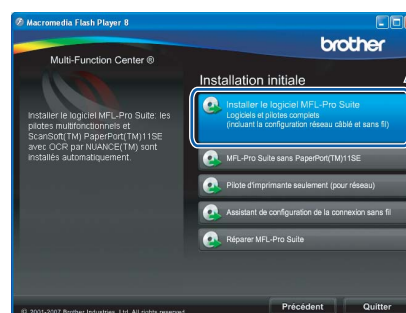 Macromedia Flash Player 8
brother
Multi-Function Center ®
Installation initiale
Installer le logiciel MFL-Pro Suite: les
pilotes multifonctionnels et
ScanSoft(TM) PaperPort(TM)11SE
avec OCR par NUANCE(TM) sont
installés automatiquement.
Installer le logiciel MFL-Pro Suite
Logiciels et pilotes complets
(incluant la configuration réseau câblé et sans fil)
MFL-Pro Suite sans PaperPort(TM)11SE
Pilote d'imprimante seulement (pour réseau)
Assistant de configuration de la connexion sans fil
Réparer MFL-Pro Suite
Précédent
Quitter
(C) 2001-2007 Brother Industries, Ltd. All rights reserved.